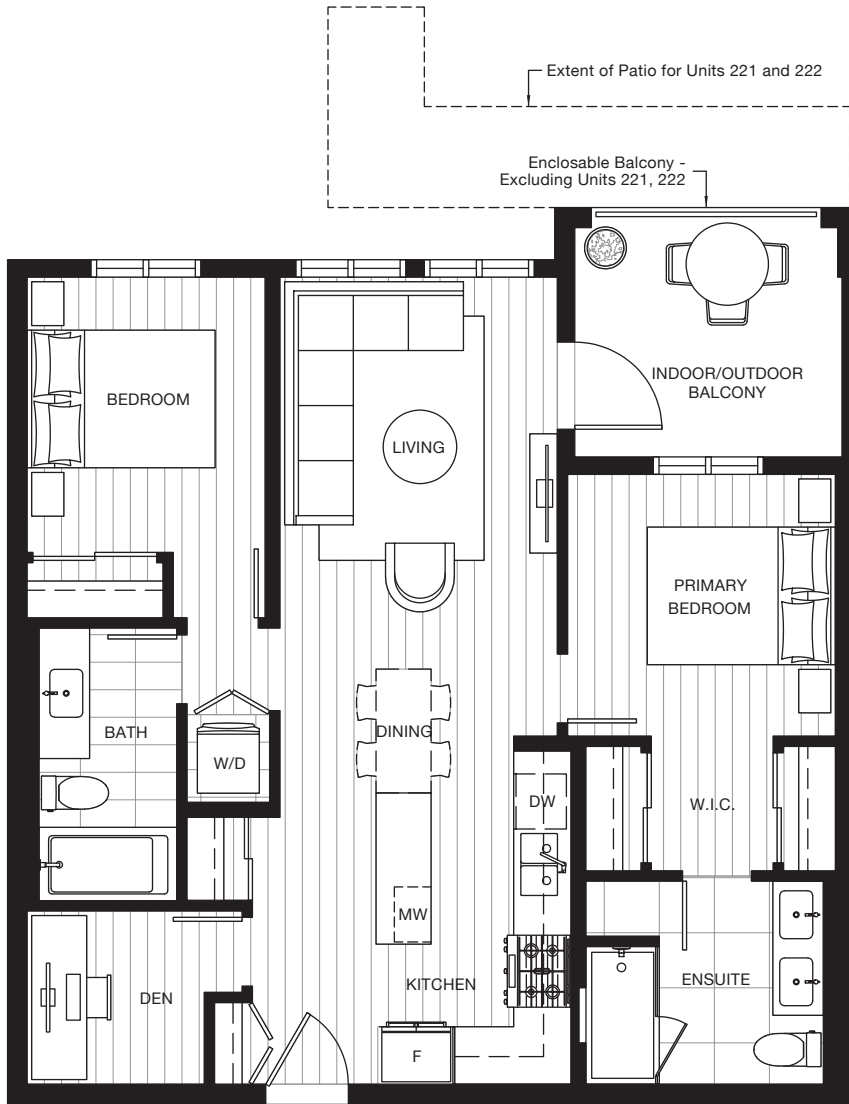 Extent of Patio for Units 221 and 222
Enclosable Balcony -
Excluding Units 221, 222
INDOOR/OUTDOOR
BALCONY
BEDROOM
LIVING
PRIMARY
BEDROOM
BATH
W/D
DINING
DW
W.I.C.
MW
KITCHEN
DEN
ENSUITE
F